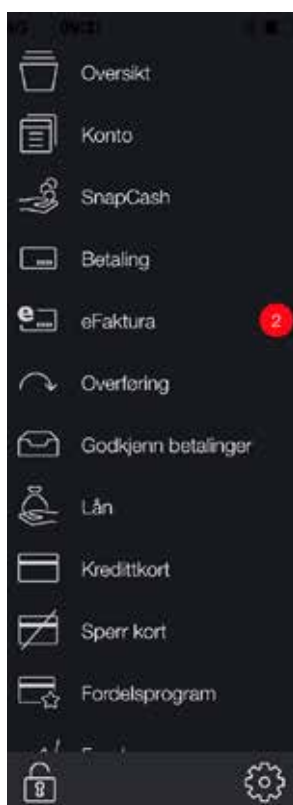 Oversikt
Konto
SnapCash
Betaling
e
eFaktura
2
Overføring
Godkjenn betalinger
Lån
Kredittkort
Sperr kort
Fordelsprogram